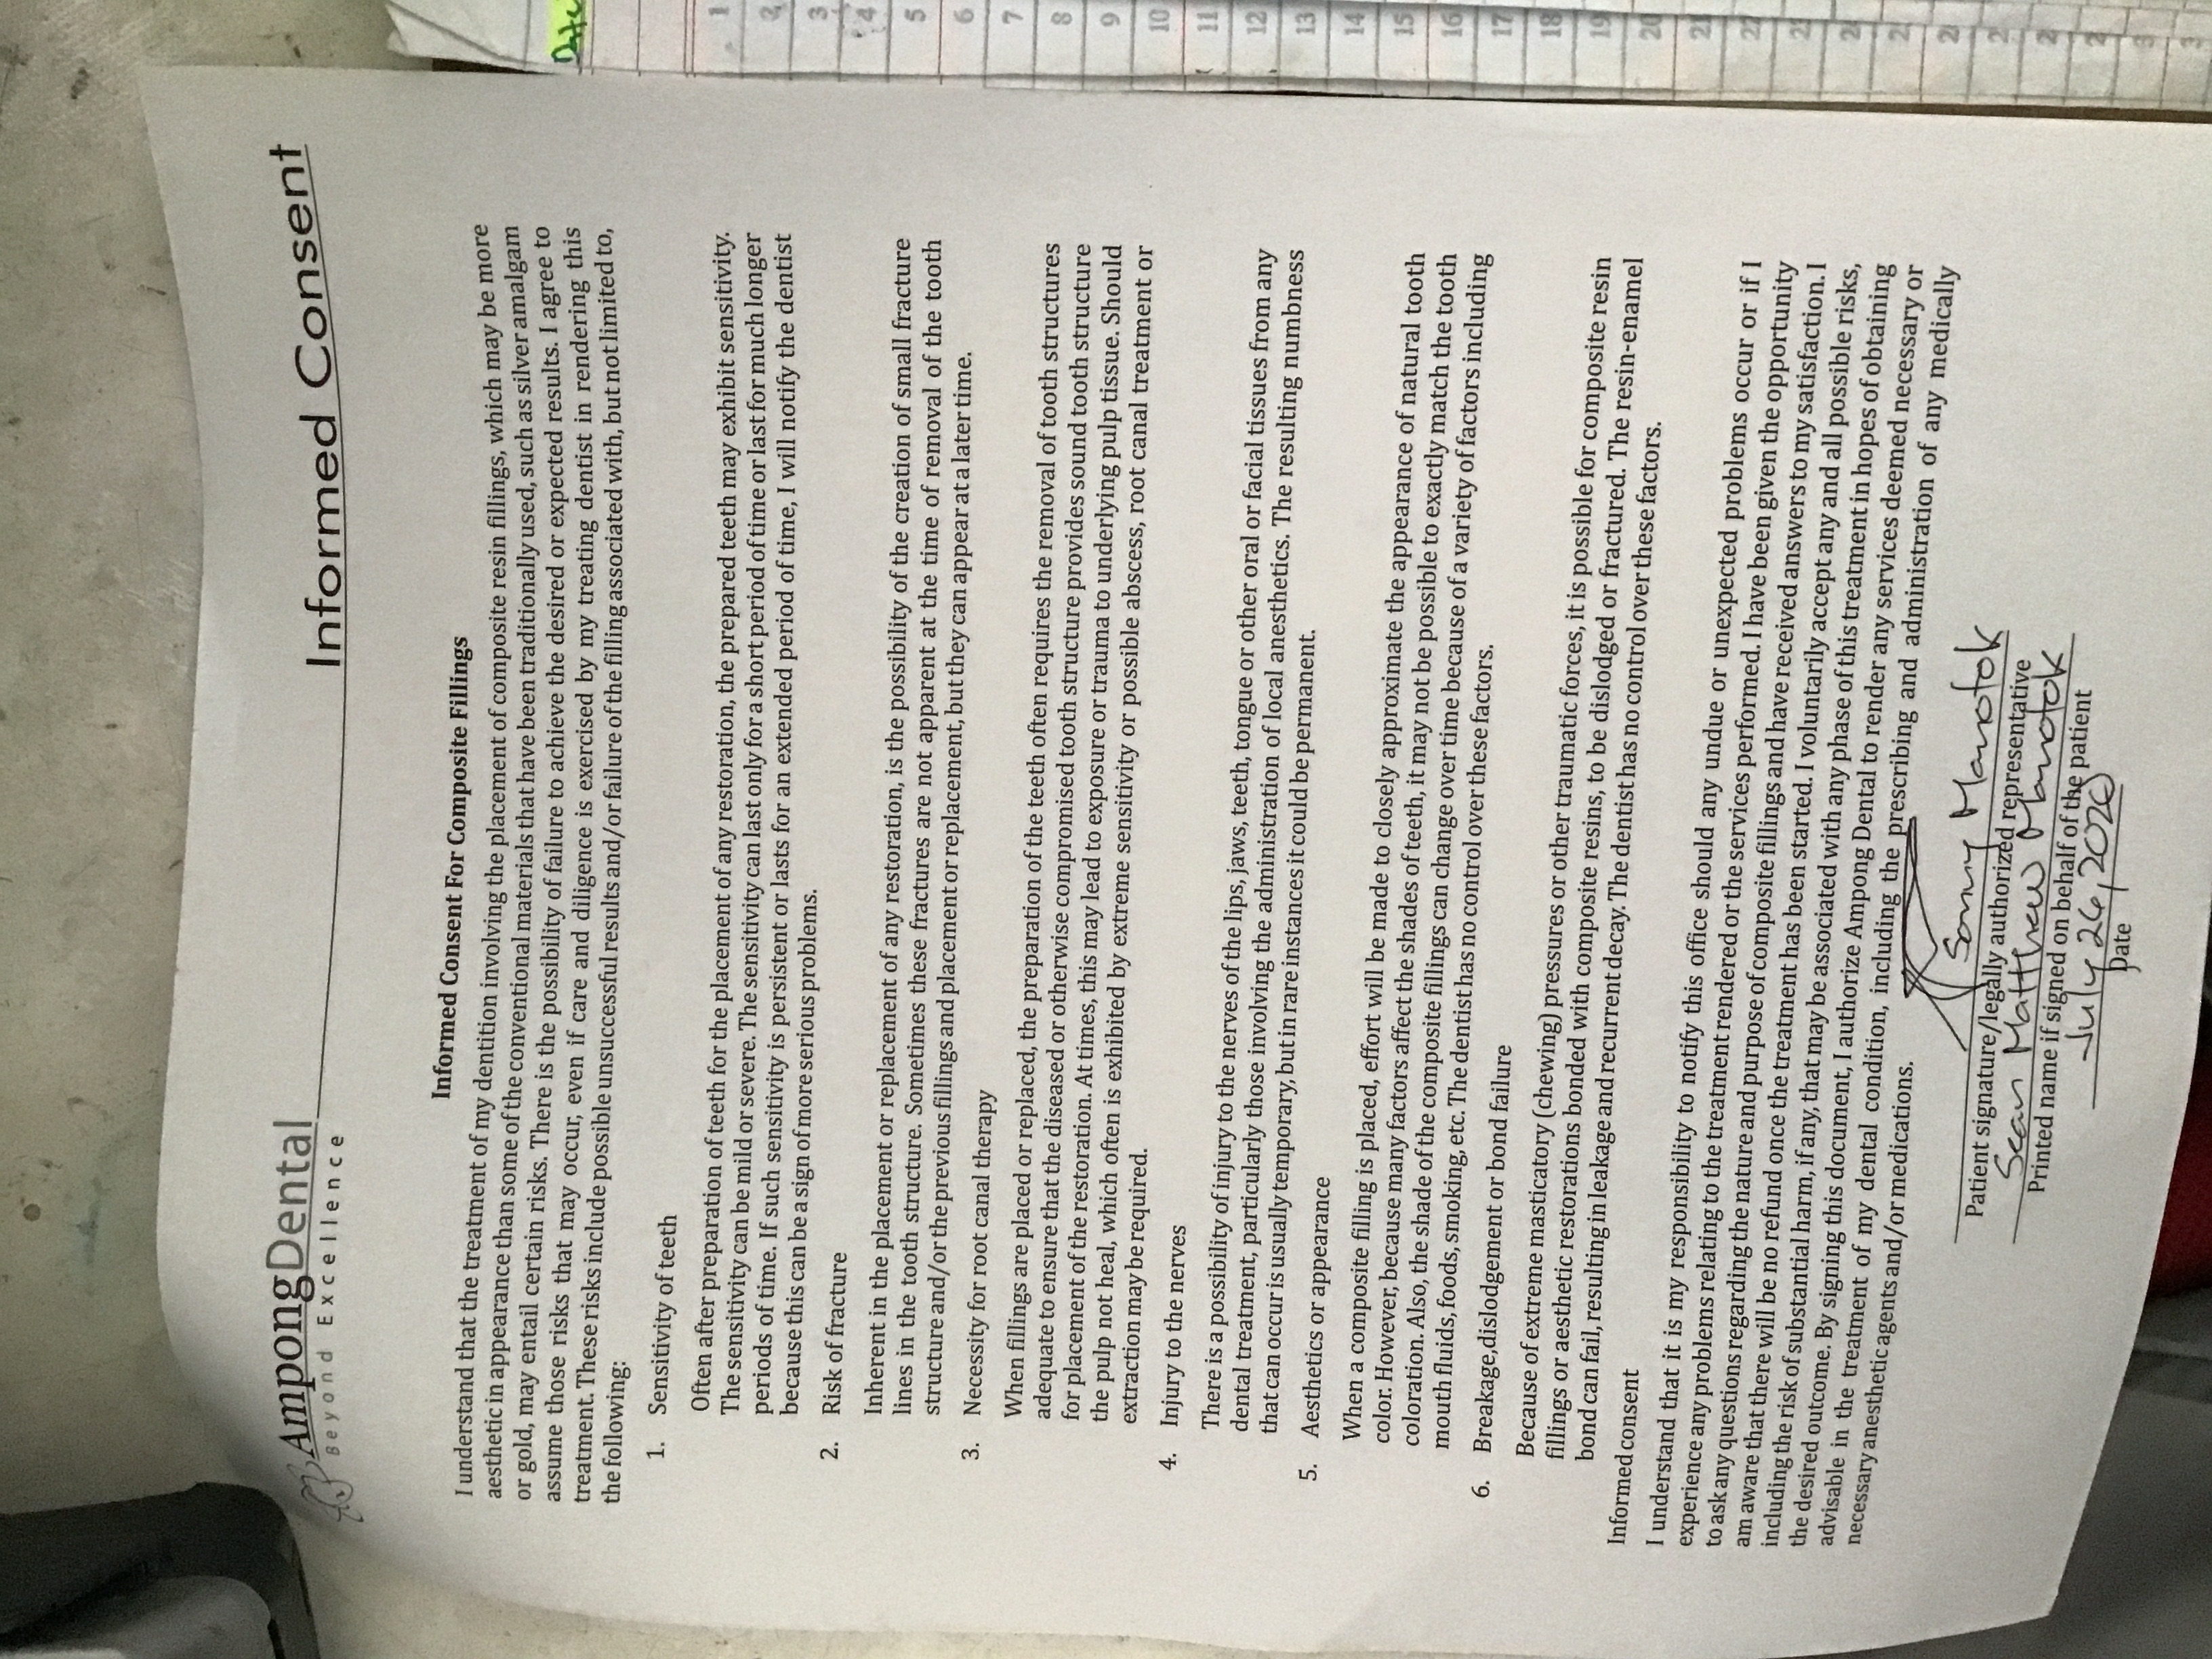 AmpongDental
Beyond Excellence
Informed Consent
Informed Consent For Composite Fillings
I understand that the treatment of my dentition involving the placement of composite resin fillings, which may be more
aesthetic in appearance than some of the conventional materials that have been traditionally used, such as silver amalgam
or gold, may entail certain risks. There is the possibility of failure to achieve the desired or expected results. I agree to
assume those risks that may occur, even if care and diligence is exercised by my treating dentist in rendering this
treatment. These risks include possible unsuccessful results and/or failure of the filling associated with, but not limited to,
the following:
1. Sensitivity of teeth
Often after preparation of teeth for the placement of any restoration, the prepared teeth may exhibit sensitivity.
The sensitivity can be mild or severe. The sensitivity can last only for a short period of time or last for much longer
periods of time. If such sensitivity is persistent or lasts for an extended period of time, I will notify the dentist
because this can be a sign of more serious problems.
2. Risk of fracture
Inherent in the placement or replacement of any restoration, is the possibility of the creation of small fracture
lines in the tooth structure. Sometimes these fractures are not apparent at the time of removal of the tooth
structure and/or the previous fillings and placement or replacement, but they can appear at a later time.
3. Necessity for root canal therapy
When fillings are placed or replaced, the preparation of the teeth often requires the removal of tooth structures
adequate to ensure that the diseased or otherwise compromised tooth structure provides sound tooth structure
for placement of the restoration. At times, this may lead to exposure or trauma to underlying pulp tissue. Should
the pulp not heal, which often is exhibited by extreme sensitivity or possible abscess, root canal treatment or
extraction may be required.
4. Injury to the nerves
There is a possibility of injury to the nerves of the lips, jaws, teeth, tongue or other oral or facial tissues from any
dental treatment, particularly those involving the administration of local anesthetics. The resulting numbness
that can occur is usually temporary, but in rare instances it could be permanent.
5. Aesthetics or appearance
When a composite filling is placed, effort will be made to closely approximate the appearance of natural tooth
color. However, because many factors affect the shades of teeth, it may not be possible to exactly match the tooth
coloration. Also, the shade of the composite fillings can change over time because of a variety of factors including
mouth fluids, foods, smoking, etc. The dentist has no control over these factors.
6. Breakage,dislodgement or bond failure
Because of extreme masticatory (chewing) pressures or other traumatic forces, it is possible for composite resin
fillings or aesthetic restorations bonded with composite resins, to be dislodged or fractured. The resin-enamel
bond can fail, resulting in leakage and recurrent decay. The dentist has no control over these factors.
Informed consent
I understand that it is my responsibility to notify this office should any undue or unexpected problems occur or if I
experience any problems relating to the treatment rendered or the services performed. I have been given the opportunity
to ask any questions regarding the nature and purpose of composite fillings and have received answers to my satisfaction. I
am aware that there will be no refund once the treatment has been started. I voluntarily accept any and all possible risks,
including the risk of substantial harm, if any, that may be associated with any phase of this treatment in hopes of obtaining
the desired outcome. By signing this document, I authorize Ampong Dental to render any services deemed necessary or
advisable in the treatment of my dental condition, including the prescribing and administration of any medically
necessary anesthetic agents and/or medications.
Sonny Manotok
Patient signature/legally authorized representative
Sean Matthew Manotok
Printed name if signed on behalf of the patient
July 26, 2020
Date
1
2
3
4
5
6
7
8
9
10
11
12
13
14
15
16
17
18
19
20